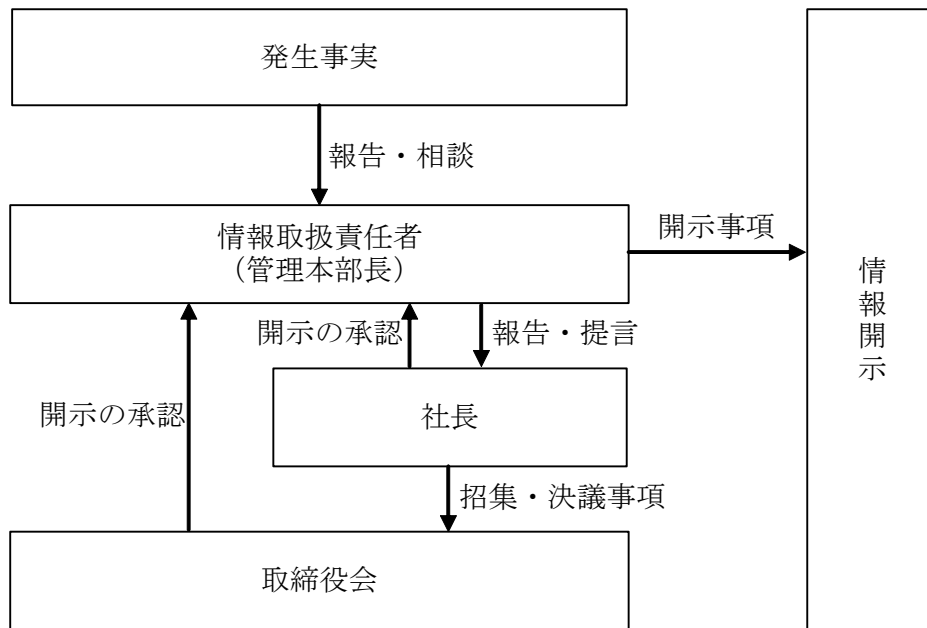 発生事実
報告・相談
情報取扱責任者
（管理本部長）
開示事項
情報開示
開示の承認
報告・提言
社長
開示の承認
招集・決議事項
取締役会